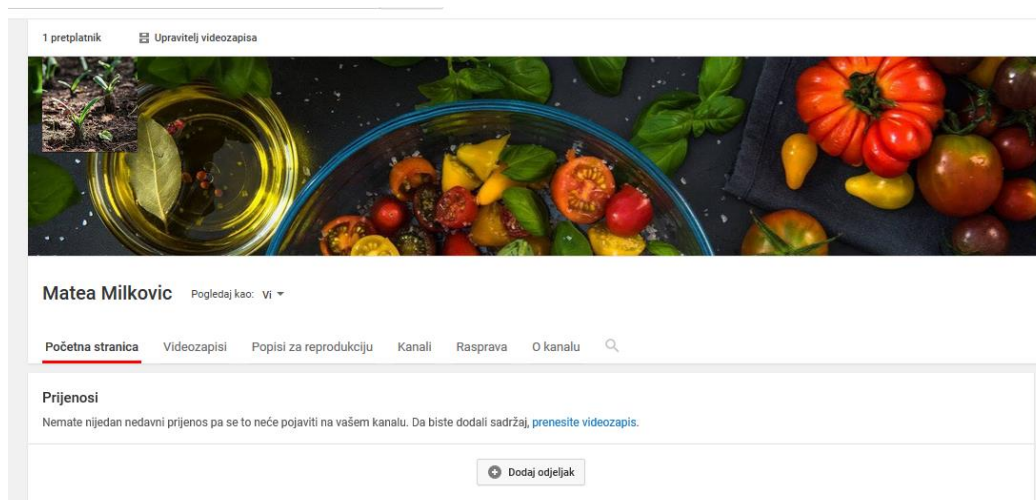 1 pretplatnik Upravitelj videozapisa
Matea Milkovic Pogledaj kao: Vi
Početna stranica Videozapisi Popisi za reprodukciju Kanali Rasprava O kanalu
Prijenosi
Nemate nijedan nedavni prijenos pa se to neće pojaviti na vašem kanalu. Da biste dodali sadržaj, prenesite videozapis.
Dodaj odjeljak